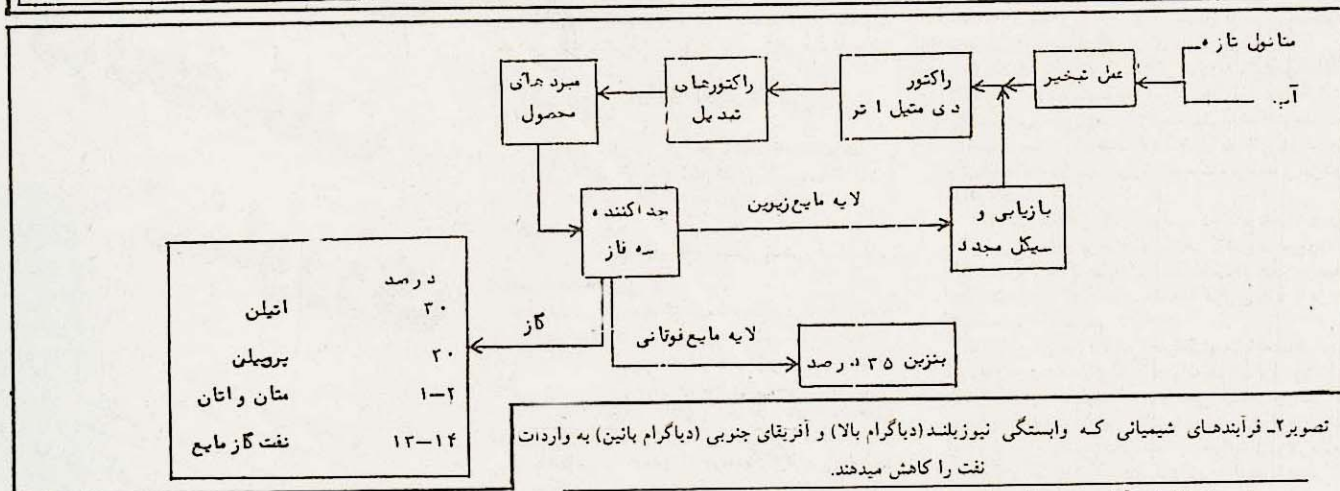 متانول تازه
آب
عمل تبخیر
راکتور
دی متیل اتر
راکتورهای
تبدیل
مبردهای
محصول
جداکننده
سه فاز
لایه مایع زیرین
بازیابی و
سیکل مجدد
گاز
لایه مایع فوقانی
بنزین ۳۵ درصد
درصد
اتیلن ۳۰
پروپیلن ۲۰
متان و اتان ۱-۲
نفت گاز مایع ۱۳-۱۴
تصویر۲ـ فرآیندهای شیمیائی که وابستگی نیوزیلند (دیاگرام بالا) و آفریقای جنوبی (دیاگرام پائین) به واردات
نفت را کاهش میدهند.